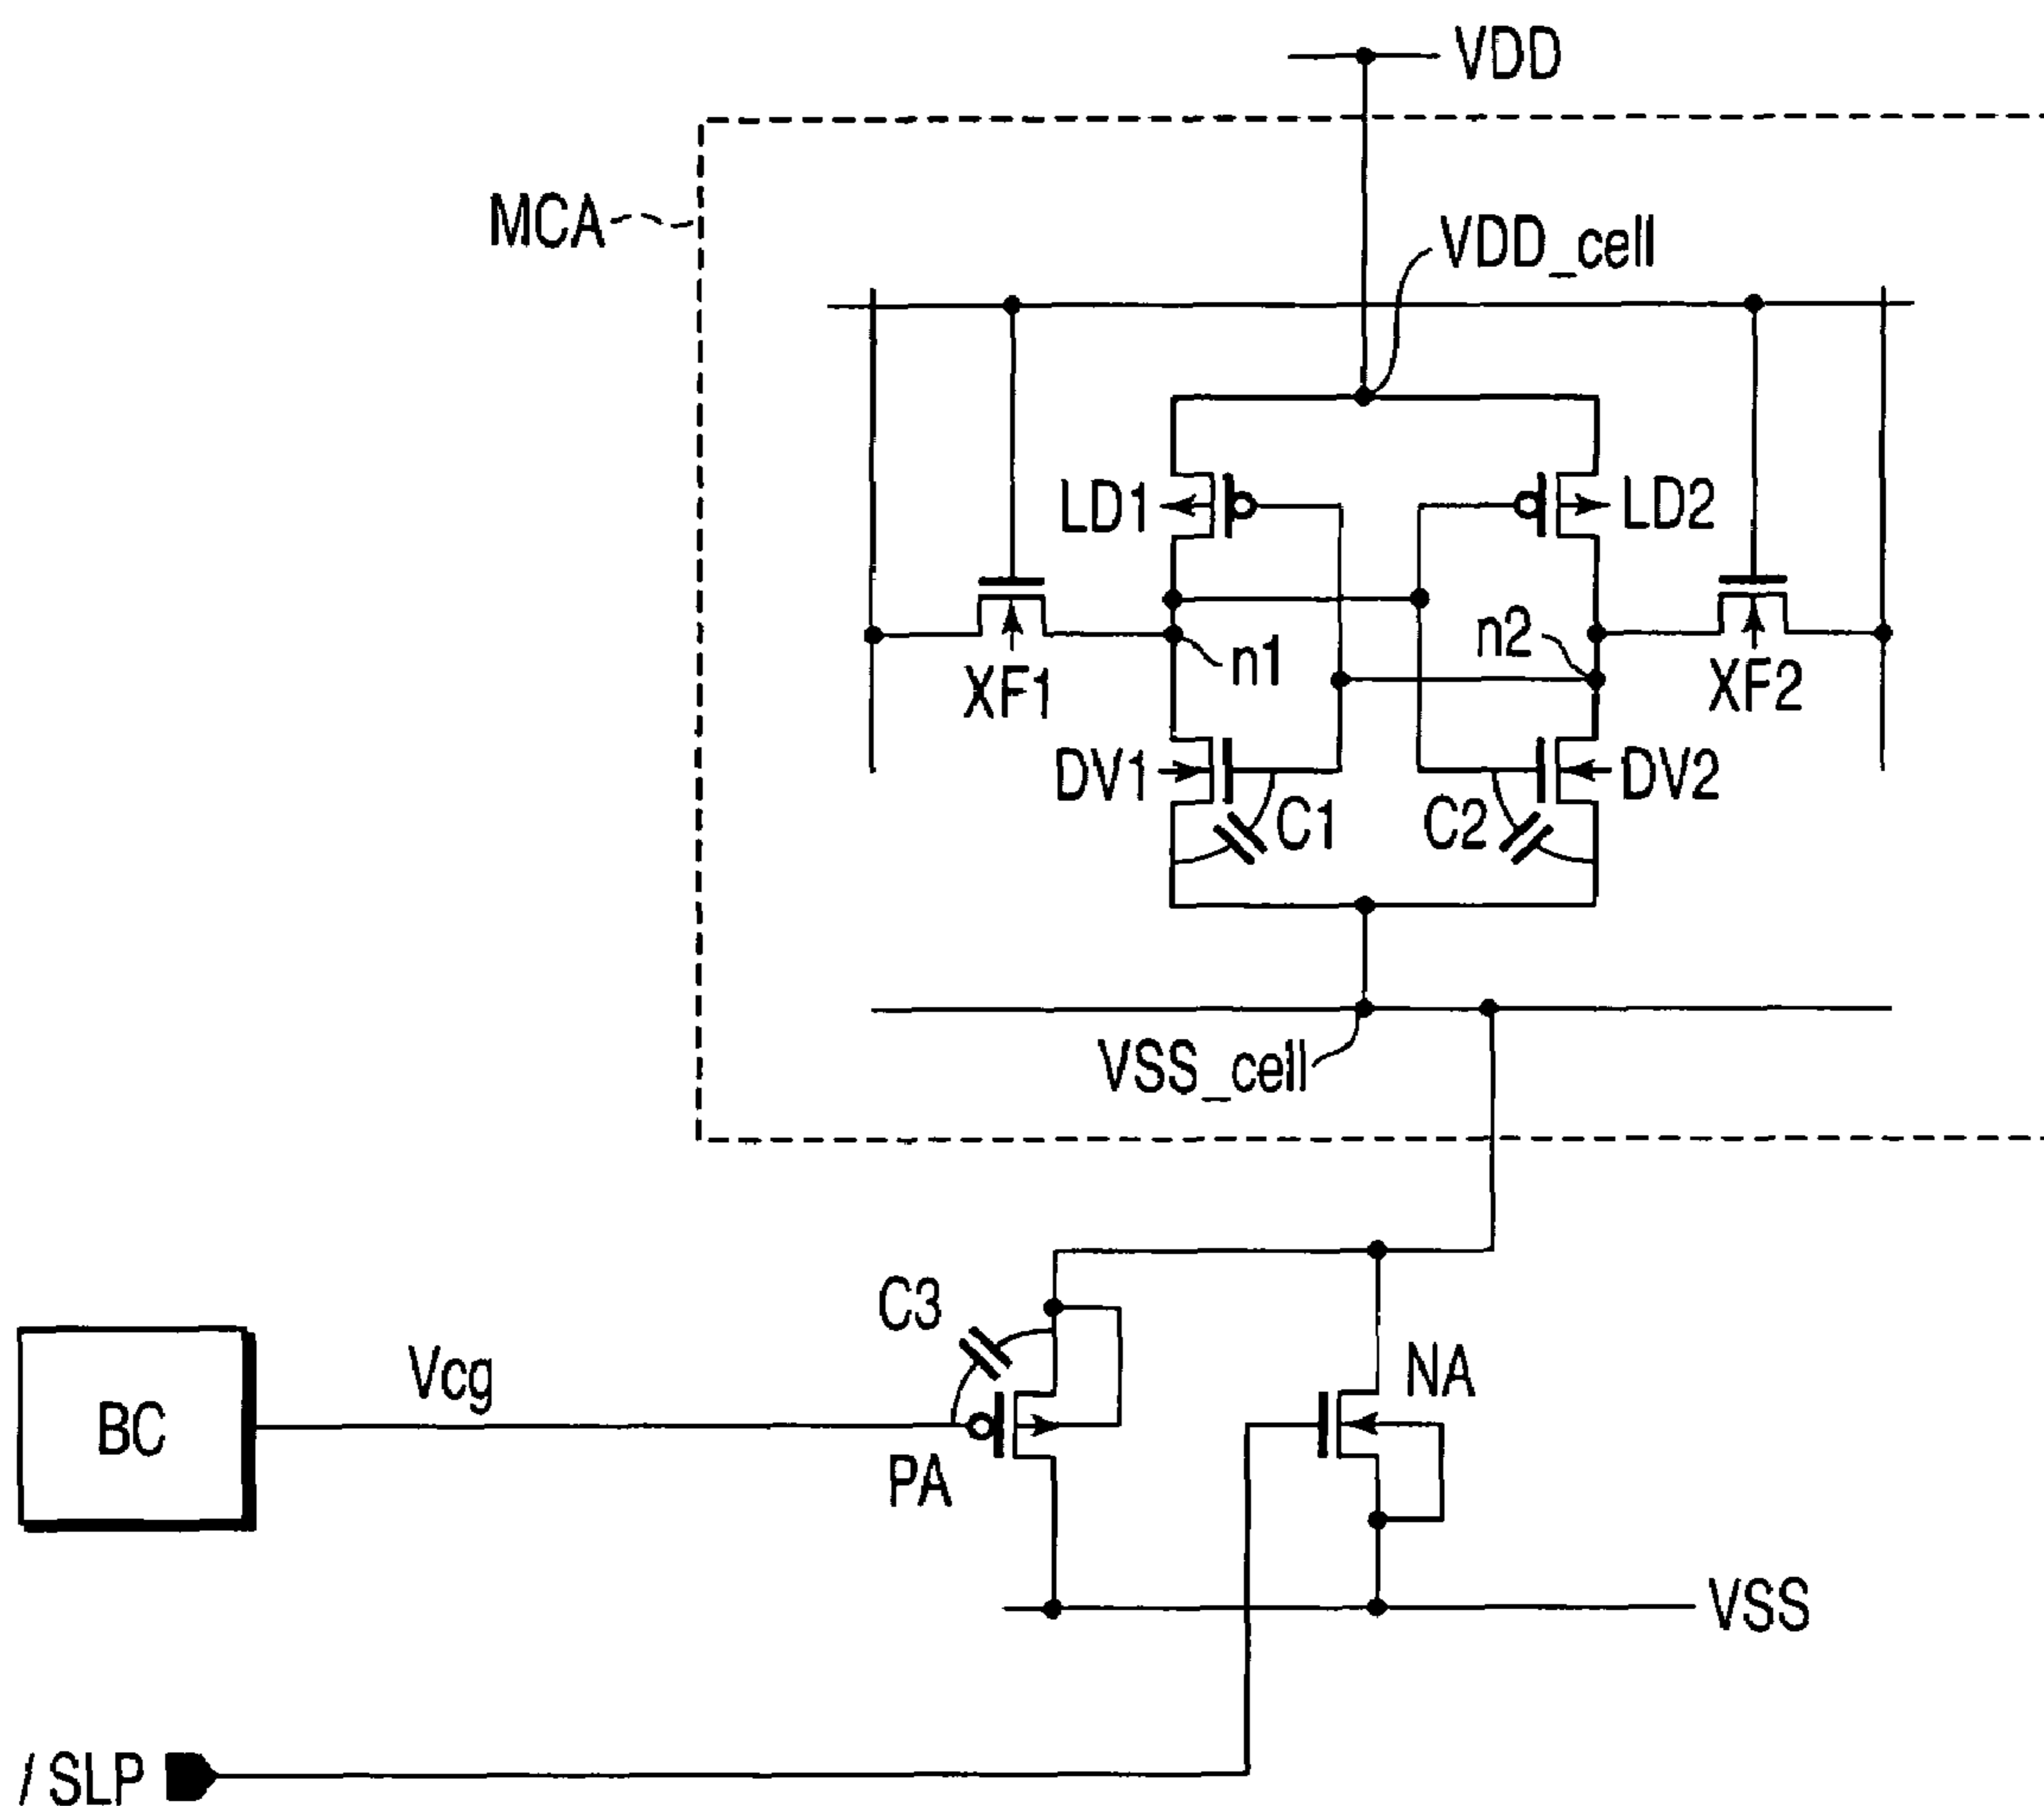 VDD
MCA
VDD_cell
LD1
LD2
n1
n2
XF1
XF2
DV1
DV2
C1
C2
VSS_cell
C3
Vcg
NA
BC
PA
VSS
/SLP